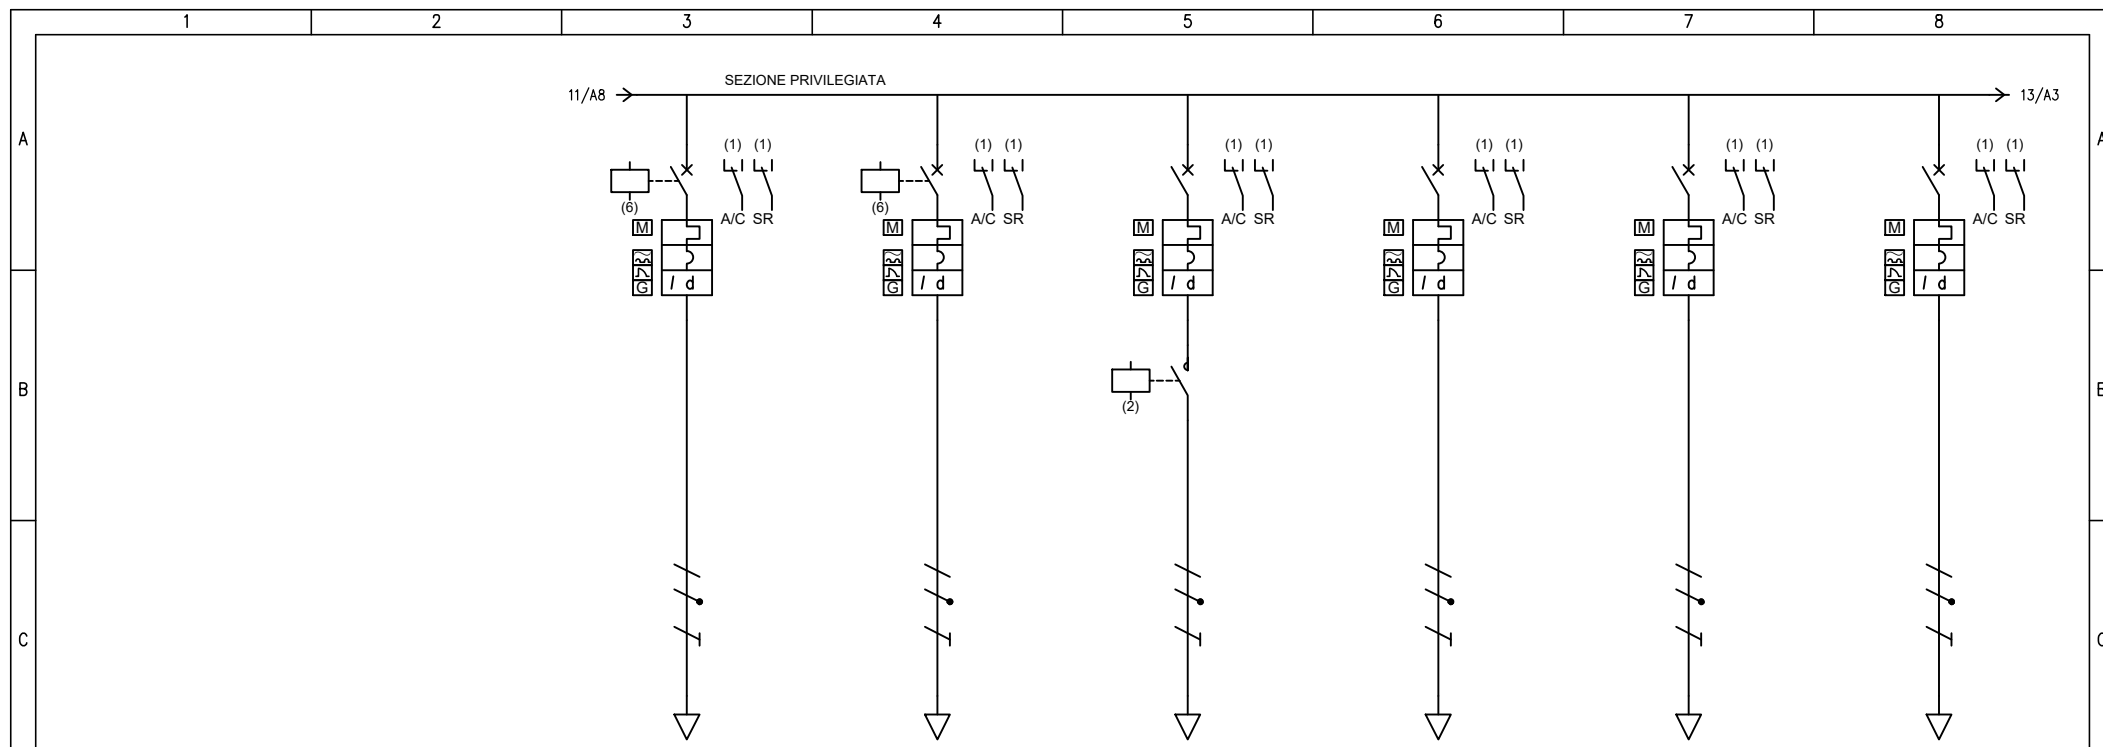 1 2 3 4 5 6 7 8
SEZIONE PRIVILEGIATA
11/A8 13/A3
A A
(1) (1) (1) (1) (1) (1) (1) (1) (1) (1) (1) (1)
(6) (6)
A/C SR A/C SR A/C SR A/C SR A/C SR A/C SR
M M M M M M
I d I d I d I d I d I d
G G G G G G
B B
(2)
C C